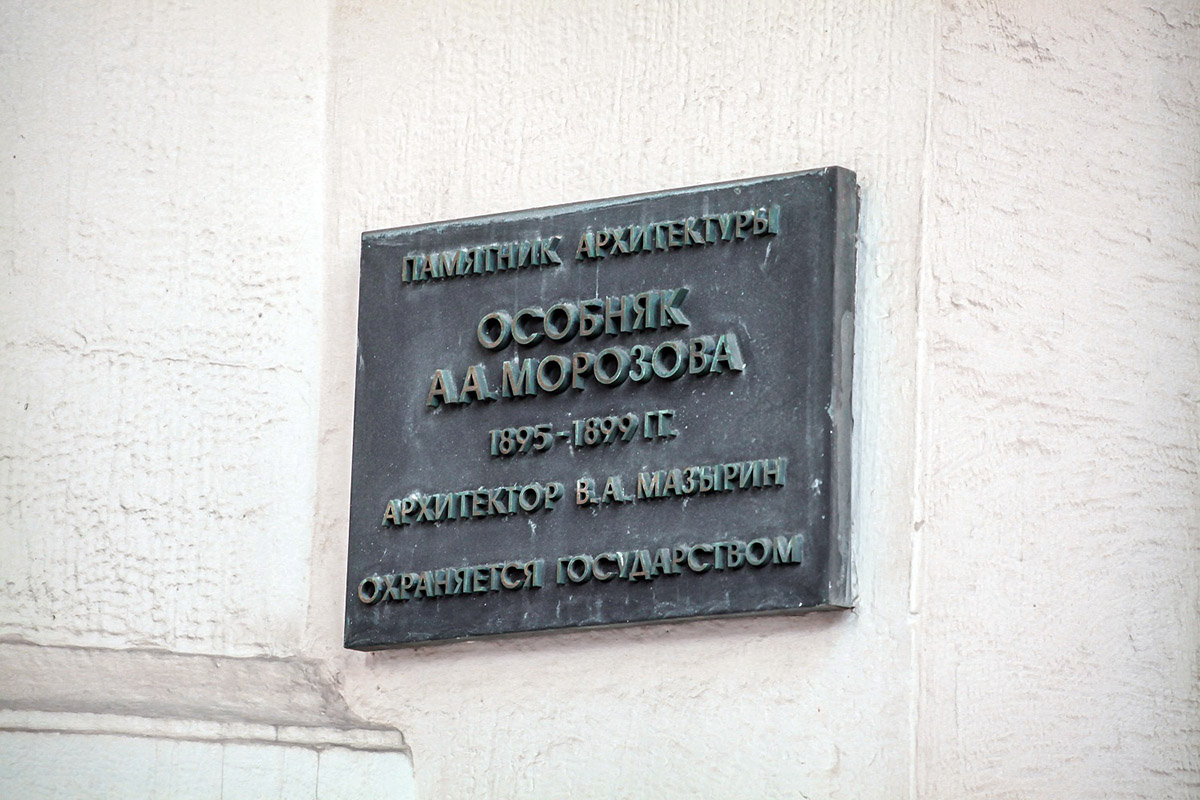 ПАМЯТНИК АРХИТЕКТУРЫ
ОСОБНЯК
А.А. МОРОЗОВА
1895-1899 ГГ.
АРХИТЕКТОР В.А. МАЗЫРИН
ОХРАНЯЕТСЯ ГОСУДАРСТВОМ